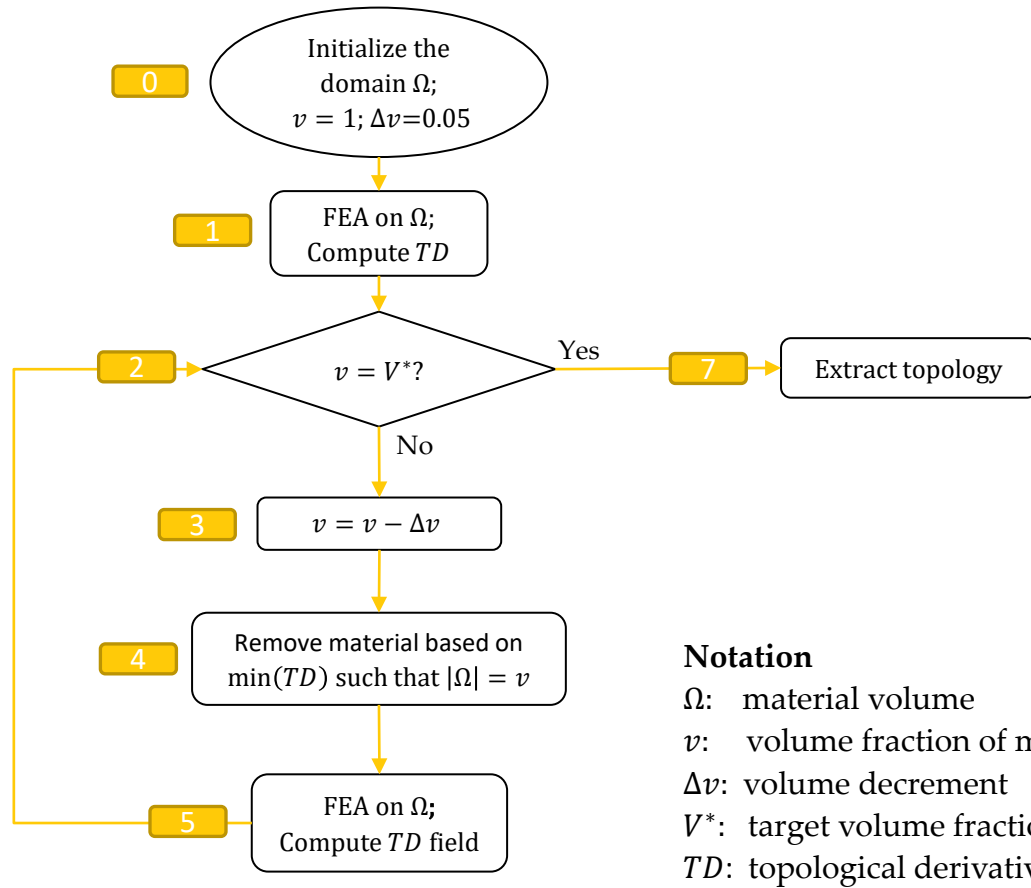 0
Initialize the
domain Ω;
𝑣 = 1; Δ𝑣=0.05
1
FEA on Ω;
Compute 𝑇𝐷
2
𝑣 = 𝑉*?
Yes
7
Extract topology
No
3
𝑣 = 𝑣 − Δ𝑣
4
Remove material based on
min(𝑇𝐷) such that |Ω| = 𝑣
5
FEA on Ω;
Compute 𝑇𝐷 field
Notation
Ω: material volume
𝑣: volume fraction of
Δ𝑣: volume decrement
𝑉*: target volume
𝑇𝐷: topological